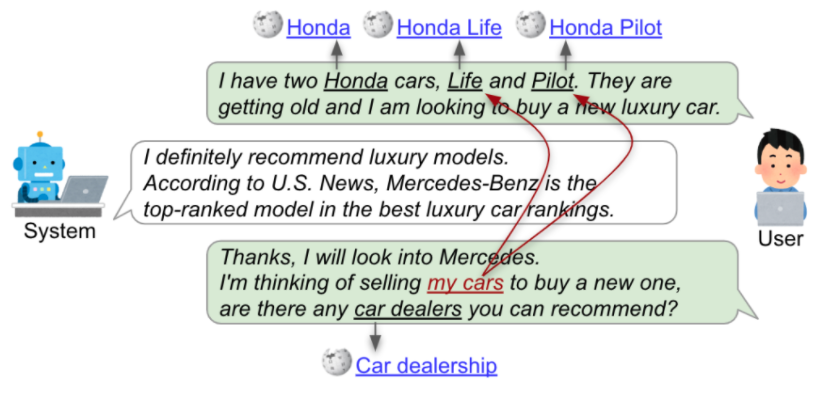 Honda Honda Life Honda Pilot
I have two Honda cars, Life and Pilot. They are
getting old and I am looking to buy a new luxury car.
I definitely recommend luxury models.
According to U.S. News, Mercedes-Benz is the
top-ranked model in the best luxury car rankings.
System
User
Thanks, I will look into Mercedes.
I'm thinking of selling my cars to buy a new one,
are there any car dealers you can recommend?
Car dealership